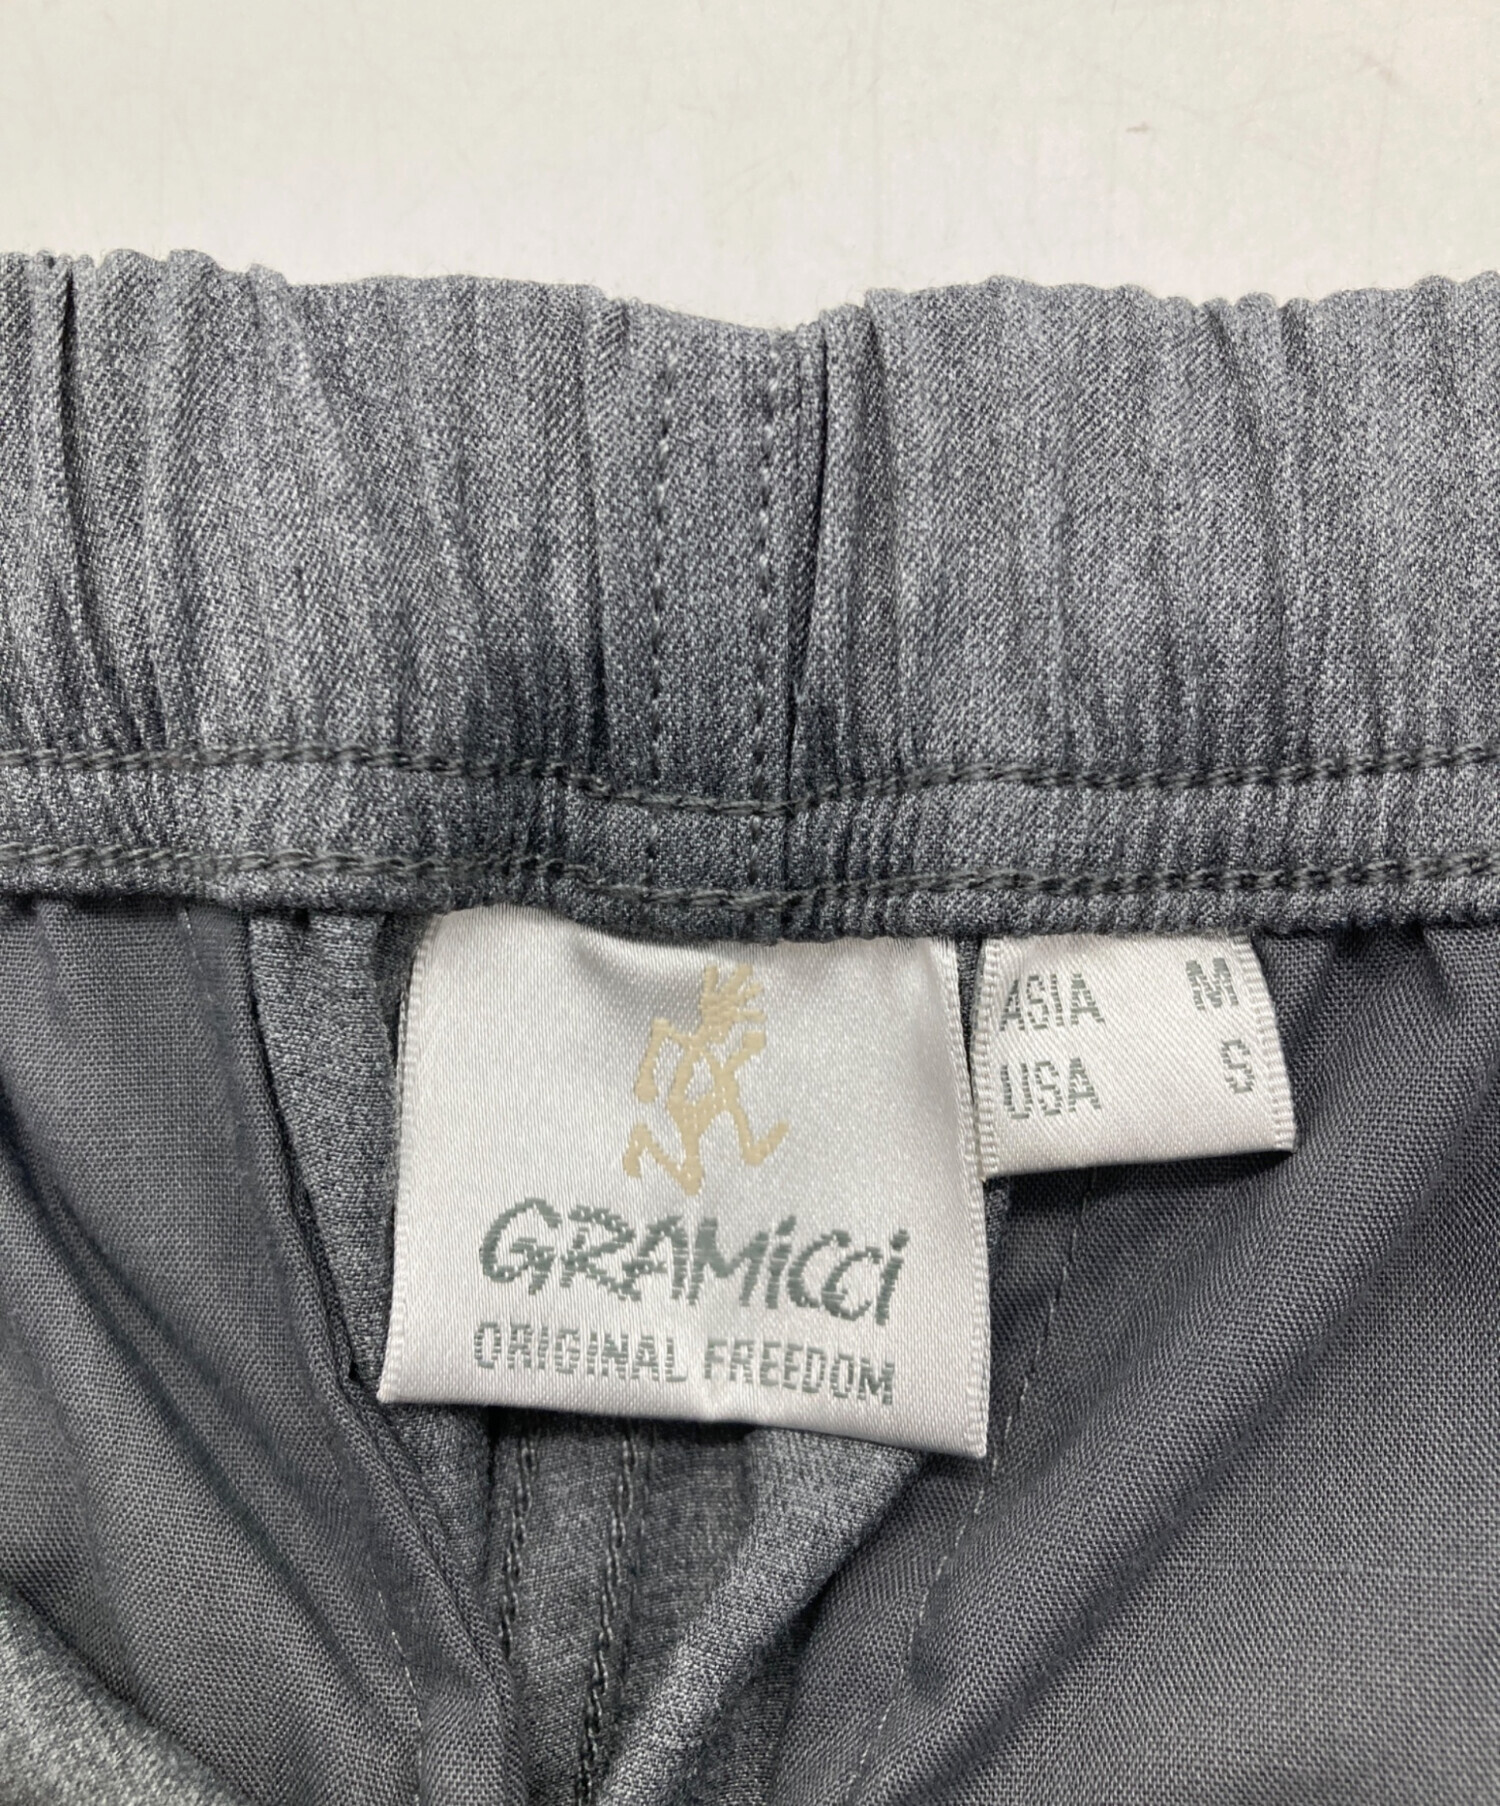 GRAMiCCi
ORIGINAL FREEDOM
ASIA M
USA S